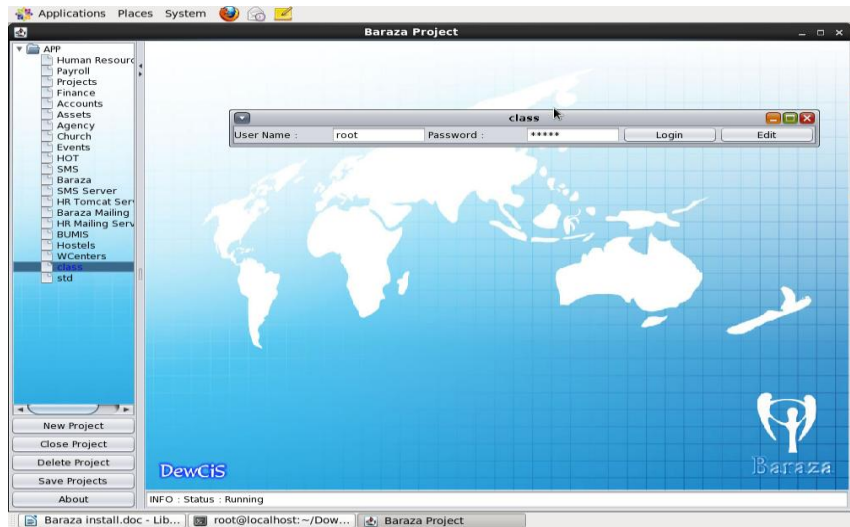 Applications Places System
Baraza Project
APP
Human Resourc
Payroll
Projects
Finance
Accounts
Assets
Agency
Church
Events
HOT
SMS
Baraza
SMS Server
HR Tomcat Ser
Baraza Mailing
HR Mailing Serv
BUMIS
Hostels
WCenters
class
std
class
User Name : root Password : ***** Login Edit
New Project
Close Project
Delete Project
Save Projects
About
DewCiS
Baraza
INFO : Status : Running
Baraza install.doc - Lib... root@localhost:~/Dow... Baraza Project